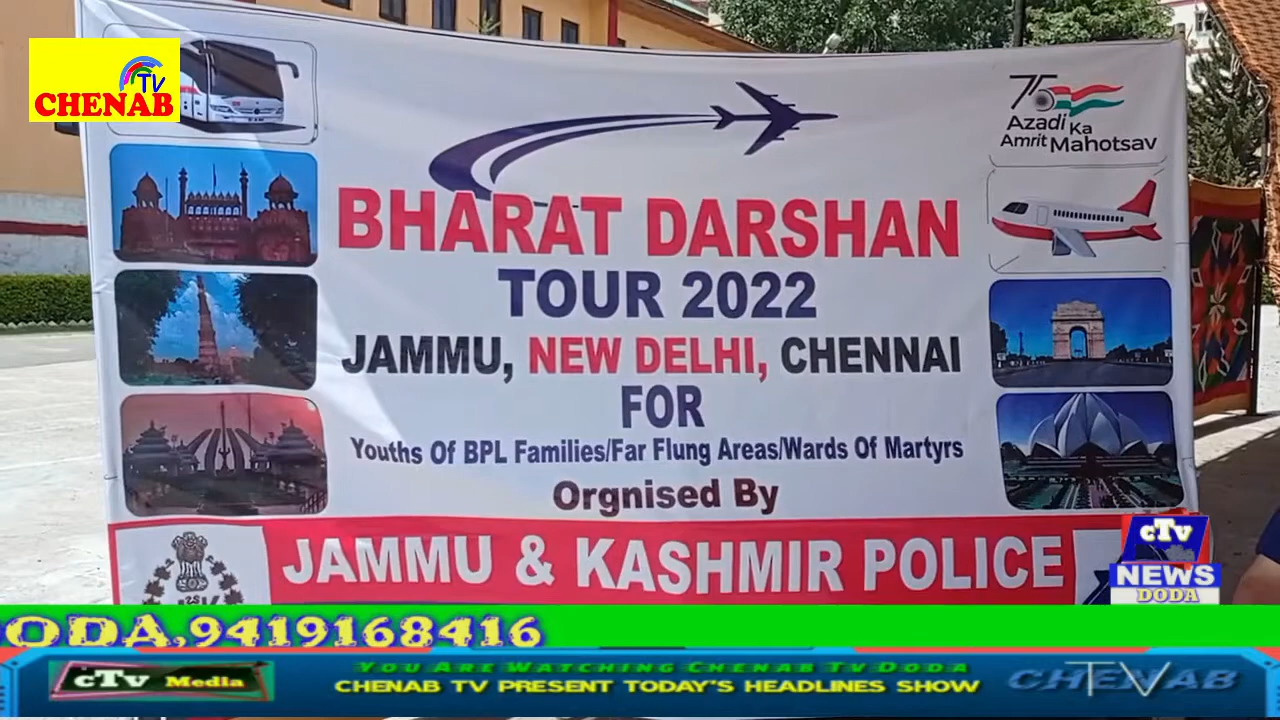 TV
CHENAB
75
Azadi Ka
Amrit Mahotsav
BHARAT DARSHAN
TOUR 2022
JAMMU, NEW DELHI, CHENNAI
FOR
Youths Of BPL Families/Far Flung Areas/Wards Of Martyrs
Orgnised By
JAMMU & KASHMIR POLICE
cTv
NEWS
DODA
DODA,9419168416
YOU ARE WATCHING CHENAB TV DODA
cTv Media
CHENAB TV PRESENT TODAY'S HEADLINES SHOW
CHENAB
TV